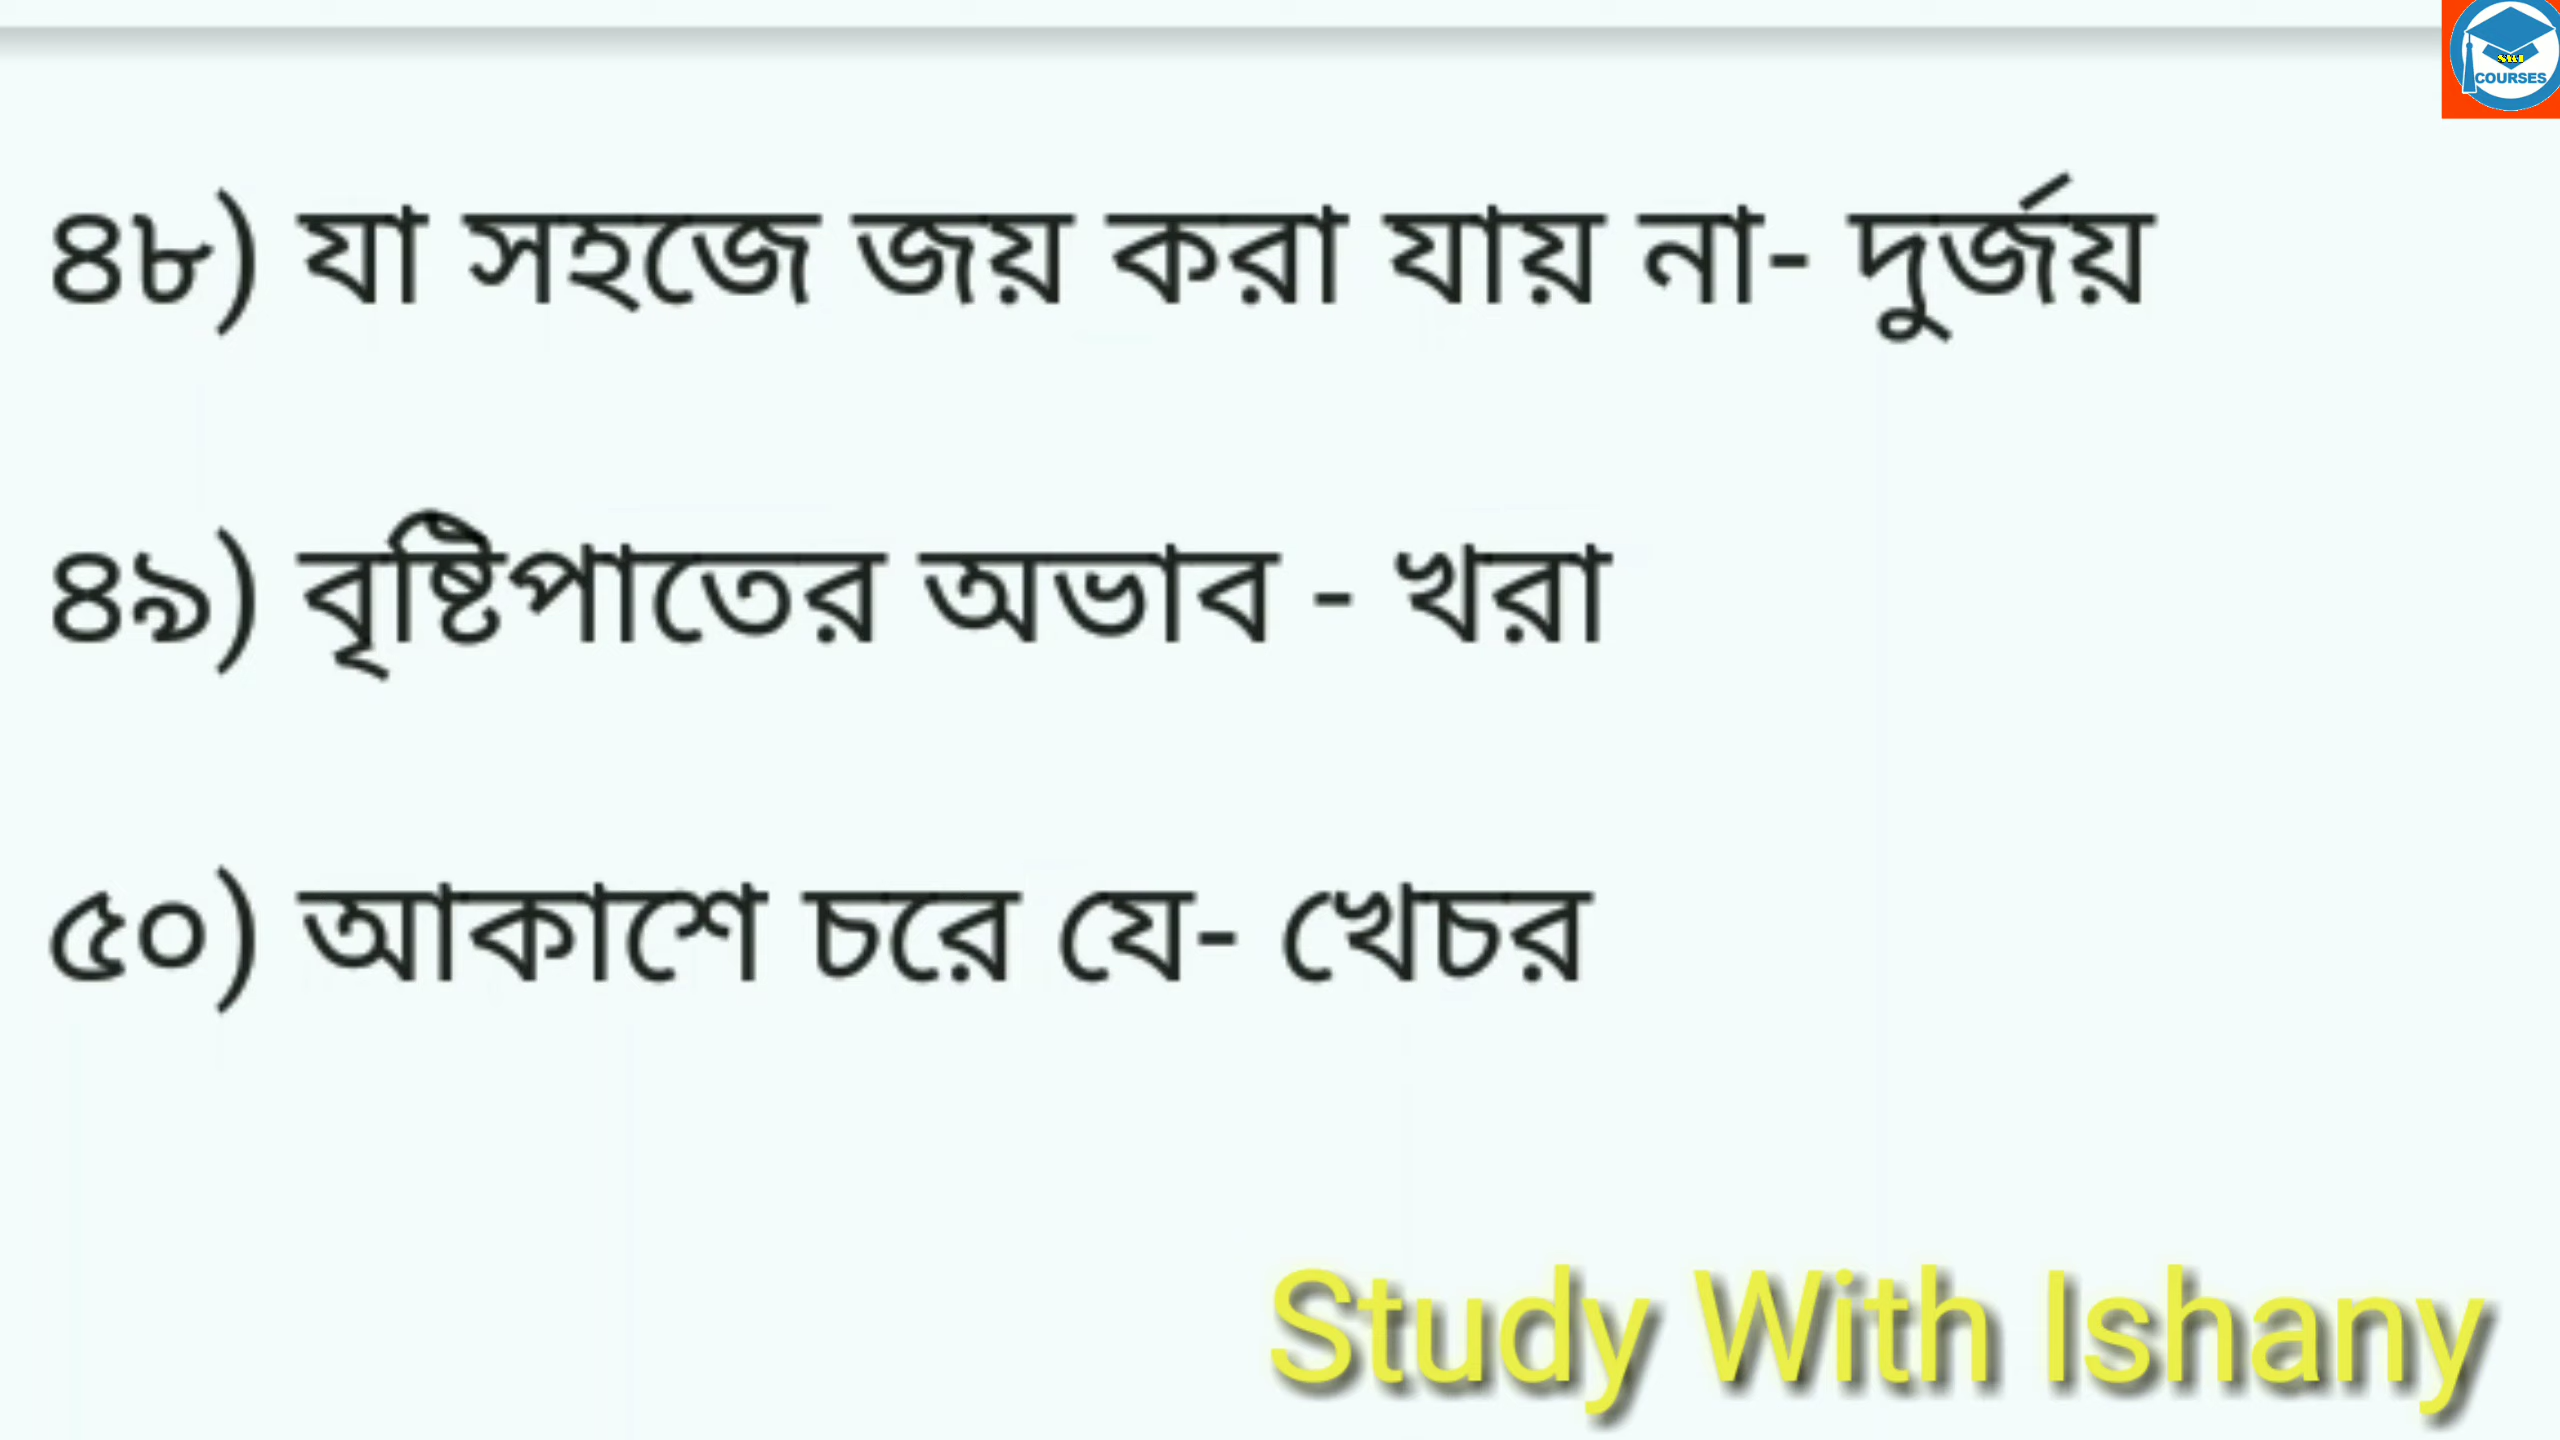 COURSES
৪৮) যা সহজে জয় করা যায় না- দুর্জয়
৪৯) বৃষ্টিপাতের অভাব - খরা
৫০) আকাশে চরে যে- খেচর
Study With Ishany